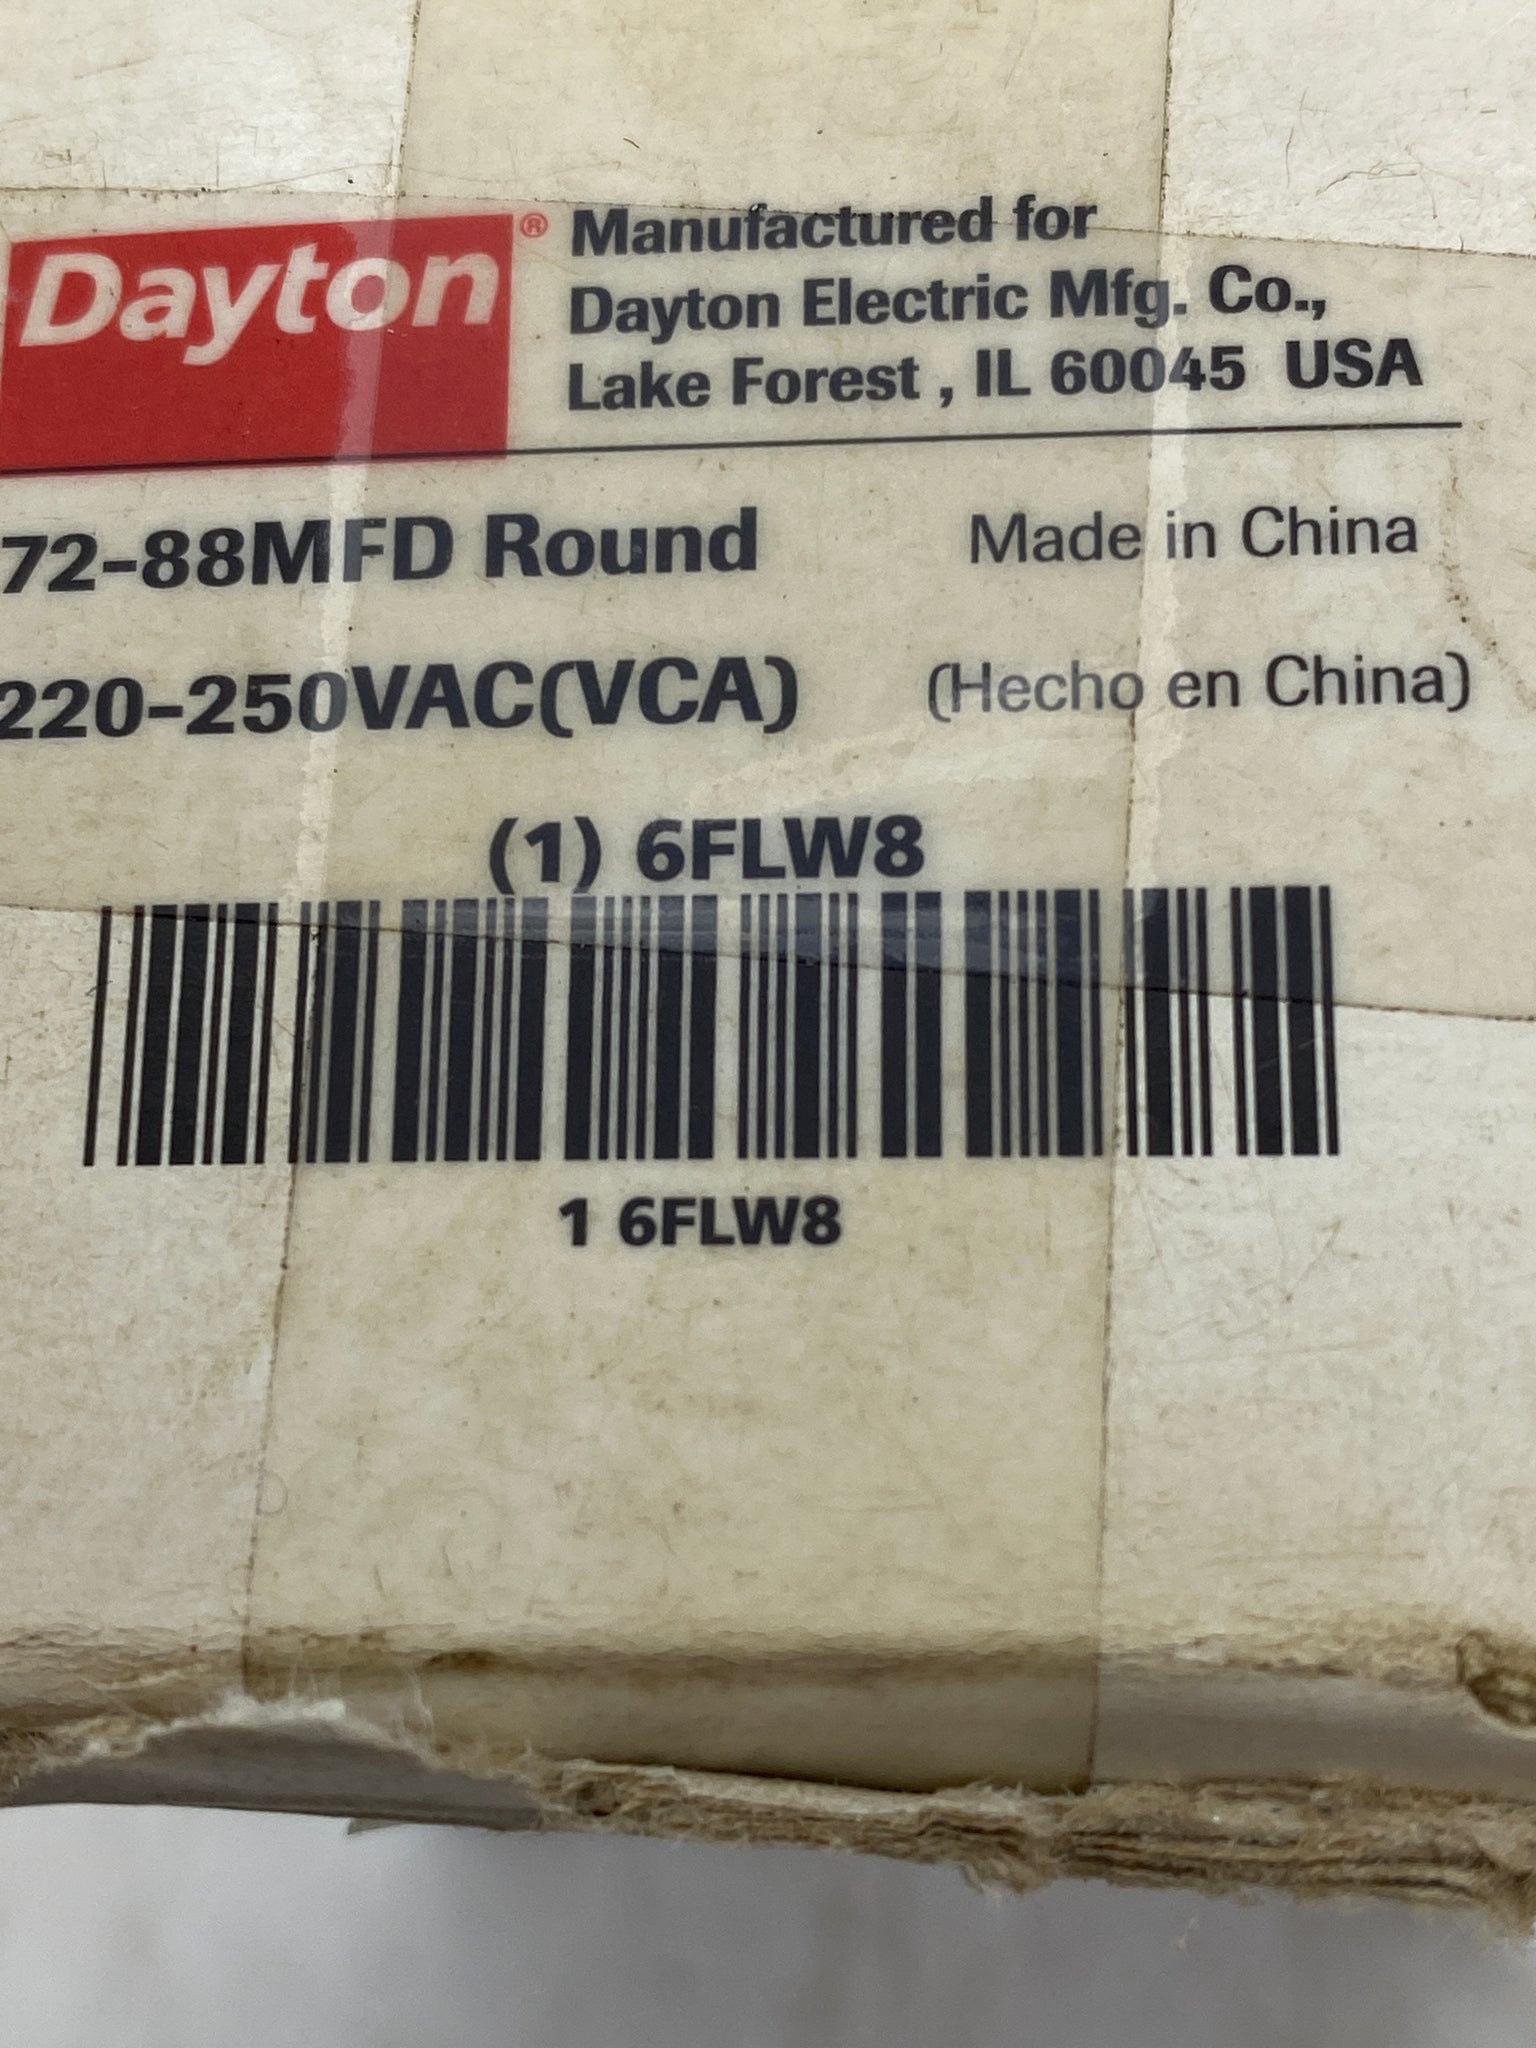 Dayton®
Manufactured for
Dayton Electric Mfg. Co.,
Lake Forest , IL 60045 USA
72-88MFD Round
Made in China
220-250VAC(VCA)
(Hecho en China)
(1) 6FLW8
1 6FLW8